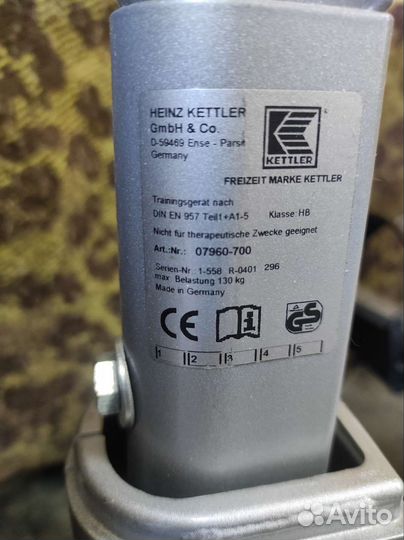 HEINZ KETTLER
GmbH & Co.
D-59469 Ense - Parsit
Germany
KETTLER
FREIZEIT MARKE KETTLER
Trainingsgerät nach
DIN EN 957 Teil1+A1-5 Klasse HB
Nicht für therapeutische Zwecke geeignet
Art.-Nr.: 07960-700
Serien-Nr.: 1-558 R-0401 296
max. Belastung 130 kg
Made in Germany
CE
GS
1 2 3 4 5
Avito